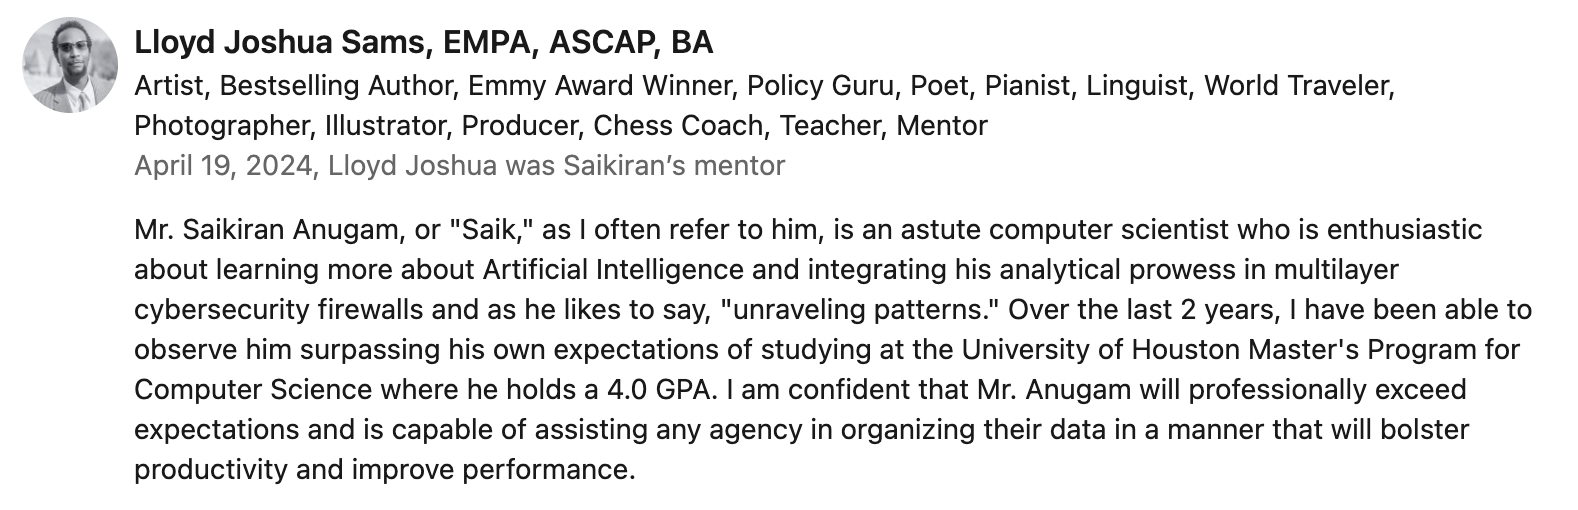 Lloyd Joshua Sams, EMPA, ASCAP, BA
Artist, Bestselling Author, Emmy Award Winner, Policy Guru, Poet, Pianist, Linguist, World Traveler,
Photographer, Illustrator, Producer, Chess Coach, Teacher, Mentor
April 19, 2024, Lloyd Joshua was Saikiran’s mentor
Mr. Saikiran Anugam, or "Saik," as I often refer to him, is an astute computer scientist who is enthusiastic
about learning more about Artificial Intelligence and integrating his analytical prowess in multilayer
cybersecurity firewalls and as he likes to say, "unraveling patterns." Over the last 2 years, I have been able to
observe him surpassing his own expectations of studying at the University of Houston Master's Program for
Computer Science where he holds a 4.0 GPA. I am confident that Mr. Anugam will professionally exceed
expectations and is capable of assisting any agency in organizing their data in a manner that will bolster
productivity and improve performance.